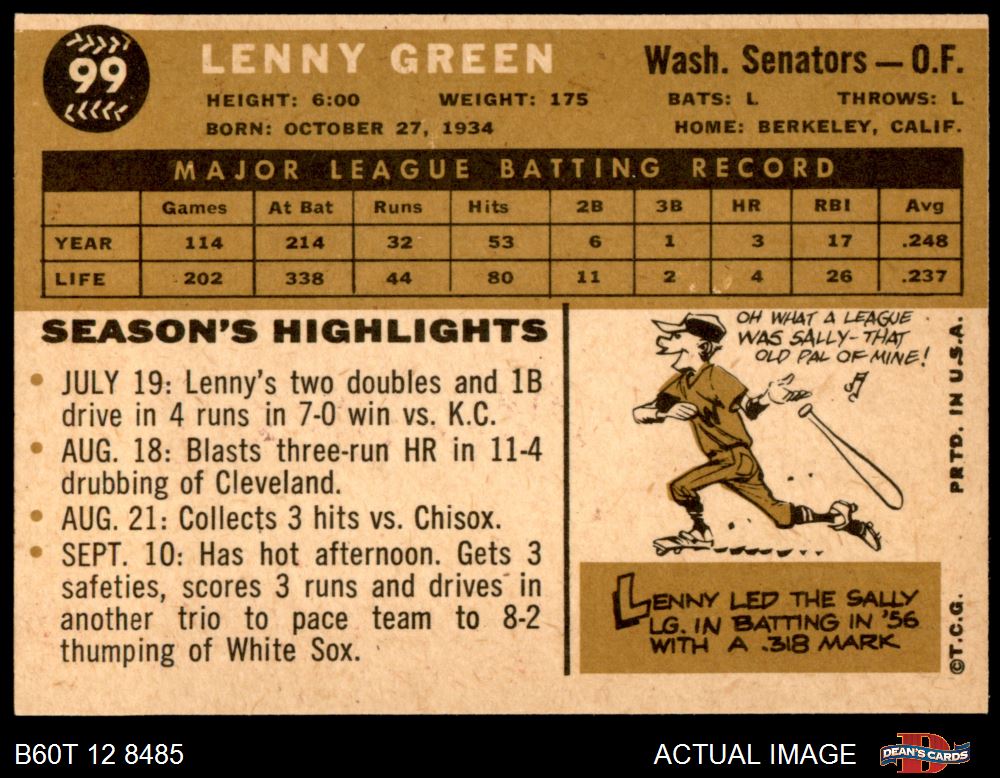 99
LENNY GREEN
Wash. Senators — O.F.
HEIGHT: 6:00 WEIGHT: 175 BATS: L THROWS: L
BORN: OCTOBER 27, 1934 HOME: BERKELEY, CALIF.
MAJOR LEAGUE BATTING RECORD
Games At Bat Runs Hits 2B 3B HR RBI Avg
YEAR 114 214 32 53 6 1 3 17 .248
LIFE 202 338 44 80 11 2 4 26 .237
SEASON'S HIGHLIGHTS
• JULY 19: Lenny's two doubles and 1B
drive in 4 runs in 7-0 win vs. K.C.
• AUG. 18: Blasts three-run HR in 11-4
drubbing of Cleveland.
• AUG. 21: Collects 3 hits vs. Chisox.
• SEPT. 10: Has hot afternoon. Gets 3
safeties, scores 3 runs and drives in
another trio to pace team to 8-2
thumping of White Sox.
OH WHAT A LEAGUE
WAS SALLY-THAT
OLD PAL OF MINE!
W
LENNY LED THE SALLY
LG. IN BATTING IN '56
WITH A .318 MARK
©T.C.G. PRTD. IN U.S.A.
B60T 12 8485
ACTUAL IMAGE
DEAN'S CARDS